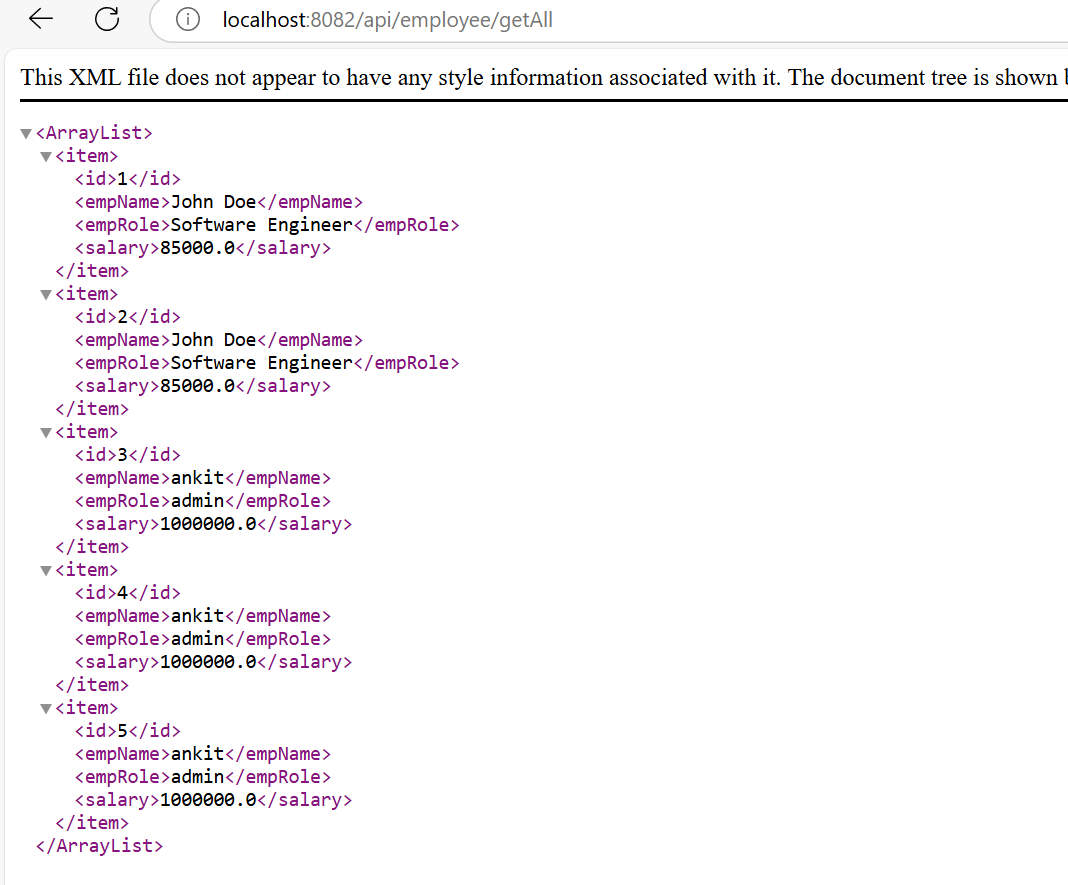 localhost:8082/api/employee/getAll
This XML file does not appear to have any style information associated with it. The document tree is shown
<ArrayList>
<item>
<id>1</id>
<empName>John Doe</empName>
<empRole>Software Engineer</empRole>
<salary>85000.0</salary>
</item>
<item>
<id>2</id>
<empName>John Doe</empName>
<empRole>Software Engineer</empRole>
<salary>85000.0</salary>
</item>
<item>
<id>3</id>
<empName>ankit</empName>
<empRole>admin</empRole>
<salary>1000000.0</salary>
</item>
<item>
<id>4</id>
<empName>ankit</empName>
<empRole>admin</empRole>
<salary>1000000.0</salary>
</item>
<item>
<id>5</id>
<empName>ankit</empName>
<empRole>admin</empRole>
<salary>1000000.0</salary>
</item>
</ArrayList>